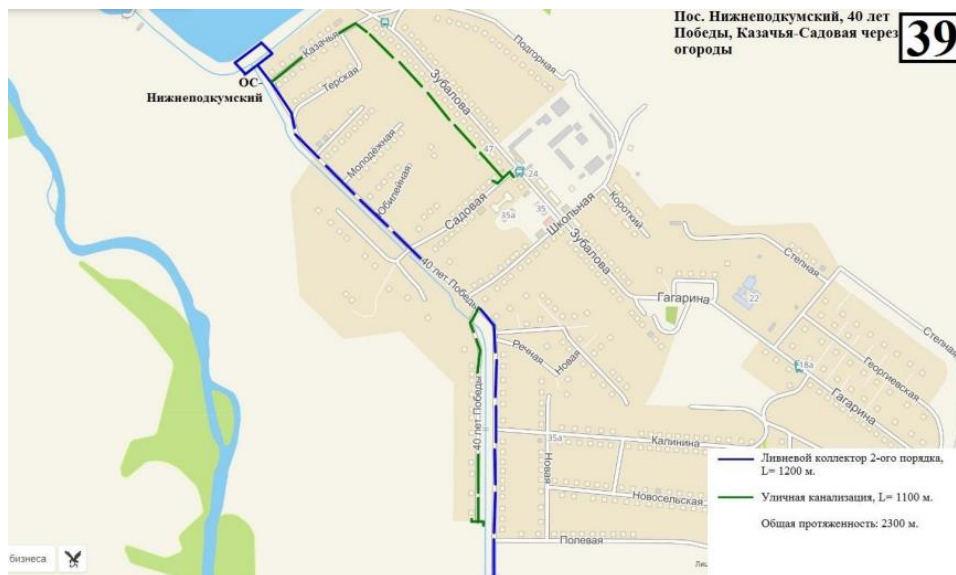 Пос. Нижнеподкумский, 40 лет
Победы, Казачья-Садовая через
огороды
39
ОС-
Нижнеподкумский
Казачья
Терская
Подгорная
Зубалова
Молодёжная
Юбилейная
Садовая
47
24
35а
35
Школьная
Короткий
Зубалова
40 лет Победы
Гагарина
22
Степная
Степная
Георгиевская
18а
Гагарина
Речная
Новая
40 лет Победы
35а
Калинина
Новая
Новосельская
Полевая
Ливневой коллектор 2-ого порядка,
L= 1200 м.
Уличная канализация, L= 1100 м.
Общая протяженность: 2300 м.
бизнеса